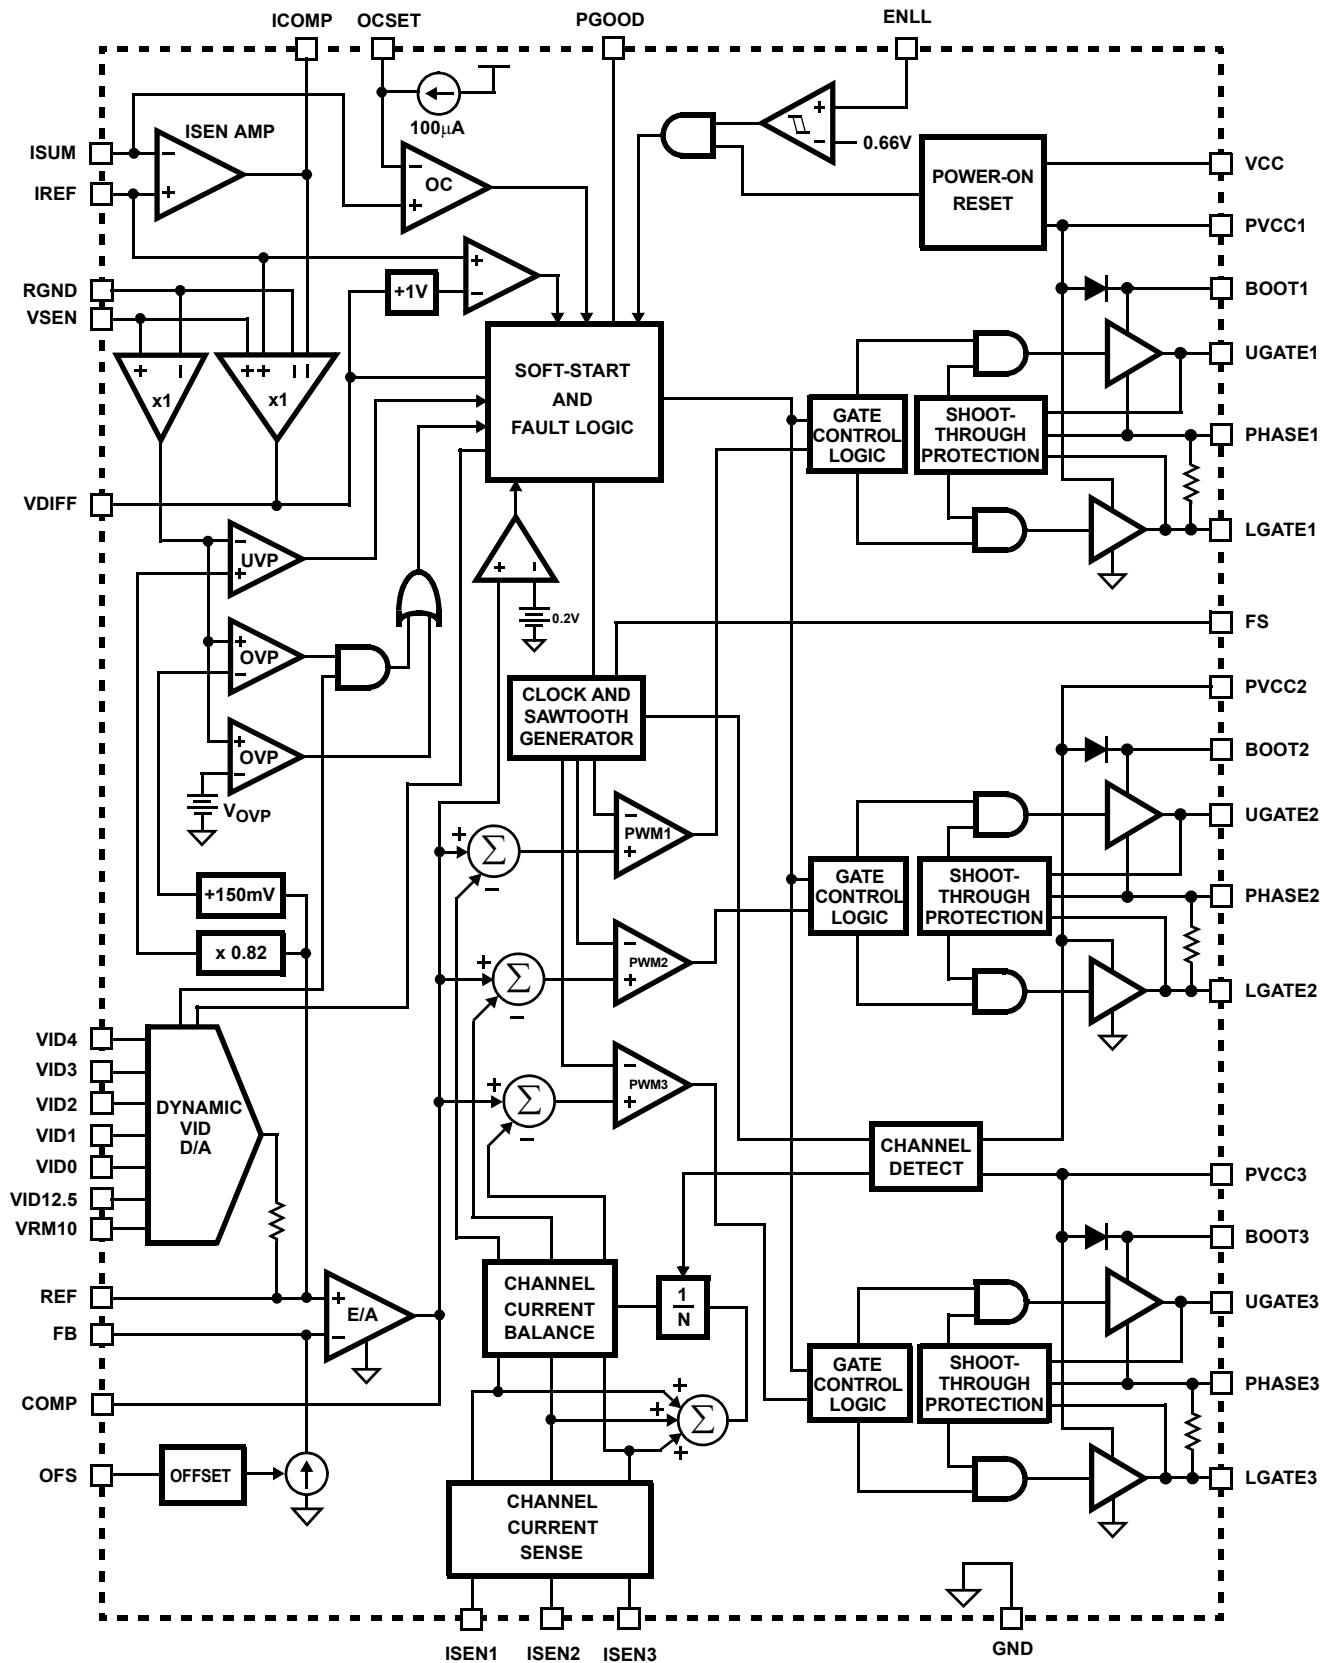 ICOMP OCSET PGOOD ENLL
100µA
ISEN AMP
ISUM
−
+
IREF
−
OC
+
+
−
0.66V
POWER-ON
RESET
VCC
PVCC1
RGND
VSEN
+1V
+
−
BOOT1
+ −
x1
++ − −
x1
SOFT-START
AND
FAULT LOGIC
UGATE1
GATE
CONTROL
LOGIC
SHOOT-
THROUGH
PROTECTION
PHASE1
VDIFF
LGATE1
−
UVP
+
+ −
0.2V
FS
+
OVP
−
CLOCK AND
SAWTOOTH
GENERATOR
PVCC2
+
OVP
−
VOVP
BOOT2
−
PWM1
+
+
Σ
−
UGATE2
+150mV
GATE
CONTROL
LOGIC
SHOOT-
THROUGH
PROTECTION
PHASE2
x 0.82
+
Σ
−
−
PWM2
+
LGATE2
VID4
VID3
VID2
VID1
VID0
VID12.5
VRM10
DYNAMIC
VID
D/A
+
Σ
−
−
PWM3
+
CHANNEL
DETECT
PVCC3
BOOT3
REF
FB
+
E/A
−
CHANNEL
CURRENT
BALANCE
1
N
UGATE3
GATE
CONTROL
LOGIC
SHOOT-
THROUGH
PROTECTION
PHASE3
COMP
+
+
+
Σ
OFS
OFFSET
LGATE3
CHANNEL
CURRENT
SENSE
ISEN1 ISEN2 ISEN3
GND